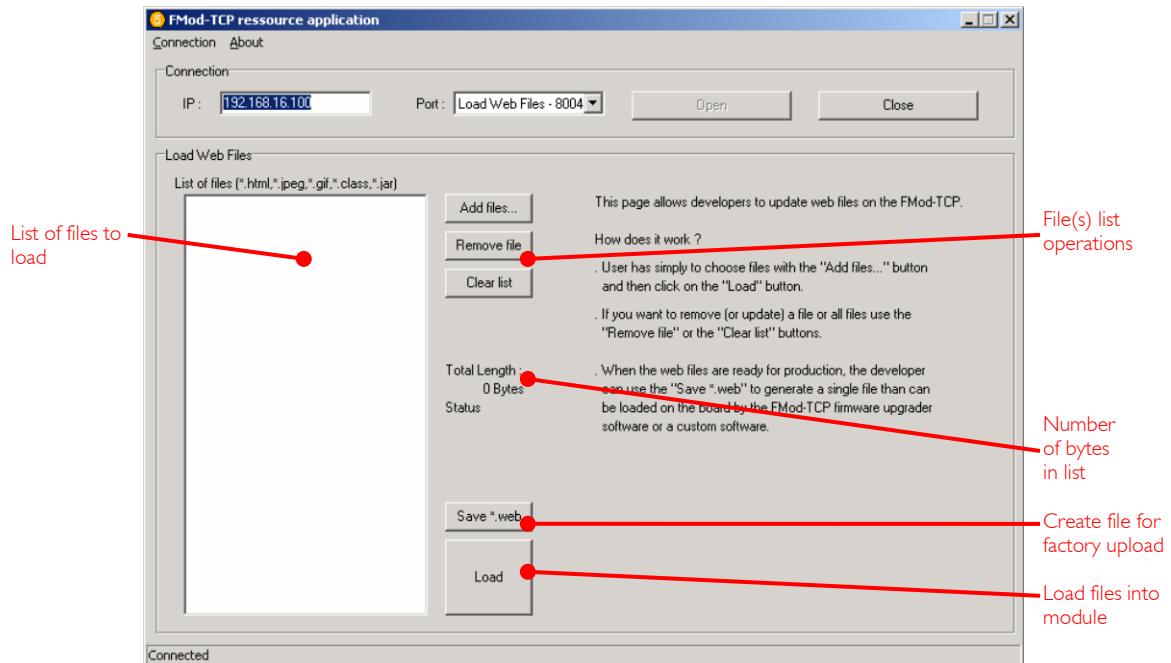 FMod-TCP ressource application
Connection About
Connection
IP : 192.168.16.100 Port : Load Web Files - 8004 Open Close
Load Web Files
List of files (*.html,*.jpeg,*.gif,*.class,*.jar)
Add files...
Remove file
Clear list
Total Length :
0 Bytes
Status
Save *.web
Load
This page allows developers to update web files on the FMod-TCP.
How does it work ?
. User has simply to choose files with the "Add files..." button
and then click on the "Load" button.
. If you want to remove (or update) a file or all files use the
"Remove file" or the "Clear list" buttons.
. When the web files are ready for production, the developer
can use the "Save *.web" to generate a single file than can
be loaded on the board by the FMod-TCP firmware upgrader
software or a custom software.
Connected
List of files to
load
File(s) list
operations
Number
of bytes
in list
Create file for
factory upload
Load files into
module